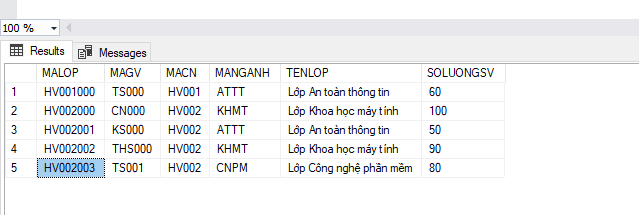 100 %
Results Messages
MALOP MAGV MACN MANGANH TENLOP SOLUONGSV
1 HV001000 TS000 HV001 ATTT Lớp An toàn thông tin 60
2 HV002000 CN000 HV002 KHMT Lớp Khoa học máy tính 100
3 HV002001 KS000 HV002 ATTT Lớp An toàn thông tin 50
4 HV002002 THS000 HV002 KHMT Lớp Khoa học máy tính 90
5 HV002003 TS001 HV002 CNPM Lớp Công nghệ phần mềm 80